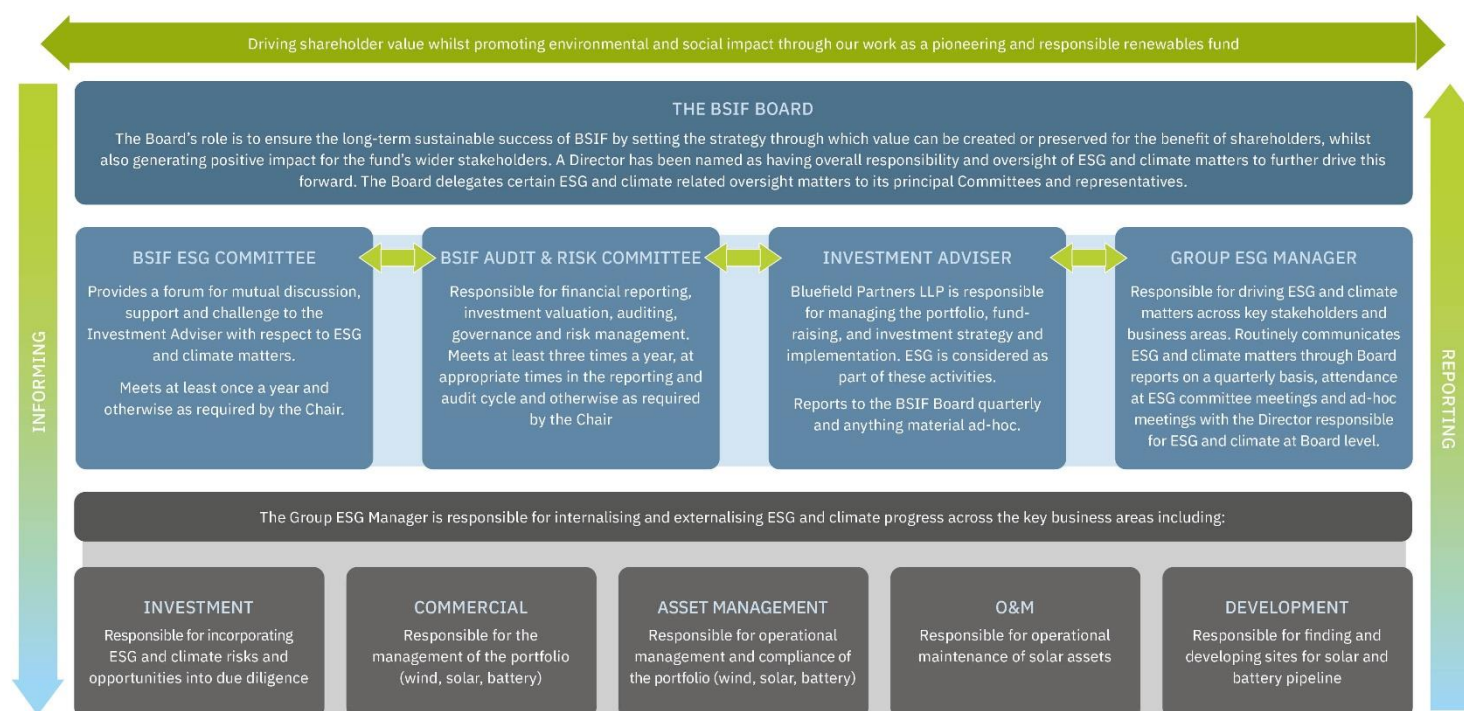 Driving shareholder value whilst promoting environmental and social impact through our work as a pioneering and responsible renewables fund
INFORMING
THE BSIF BOARD
The Board's role is to ensure the long-term sustainable success of BSIF by setting the strategy through which value can be created or preserved for the benefit of shareholders, whilst
also generating positive impact for the fund's wider stakeholders. A Director has been named as having overall responsibility and oversight of ESG and climate matters to further drive this
forward. The Board delegates certain ESG and climate related oversight matters to its principal Committees and representatives.
BSIF ESG COMMITTEE
Provides a forum for mutual discussion,
support and challenge to the
Investment Adviser with respect to ESG
and climate matters.
Meets at least once a year and
otherwise as required by the Chair.
BSIF AUDIT & RISK COMMITTEE
Responsible for financial reporting,
investment valuation, auditing,
governance and risk management.
Meets at least three times a year, at
appropriate times in the reporting and
audit cycle and otherwise as required
by the Chair
INVESTMENT ADVISER
Bluefield Partners LLP is responsible
for managing the portfolio, fund-
raising, and investment strategy and
implementation. ESG is considered as
part of these activities.
Reports to the BSIF Board quarterly
and anything material ad-hoc.
GROUP ESG MANAGER
Responsible for driving ESG and climate
matters across key stakeholders and
business areas. Routinely communicates
ESG and climate matters through Board
reports on a quarterly basis, attendance
at ESG committee meetings and ad-hoc
meetings with the Director responsible
for ESG and climate at Board level.
REPORTING
The Group ESG Manager is responsible for internalising and externalising ESG and climate progress across the key business areas including:
INVESTMENT
Responsible for incorporating
ESG and climate risks and
opportunities into due diligence
COMMERCIAL
Responsible for the
management of the portfolio
(wind, solar, battery)
ASSET MANAGEMENT
Responsible for operational
management and compliance of
the portfolio (wind, solar, battery)
O&M
Responsible for operational
maintenance of solar assets
DEVELOPMENT
Responsible for finding and
developing sites for solar and
battery pipeline